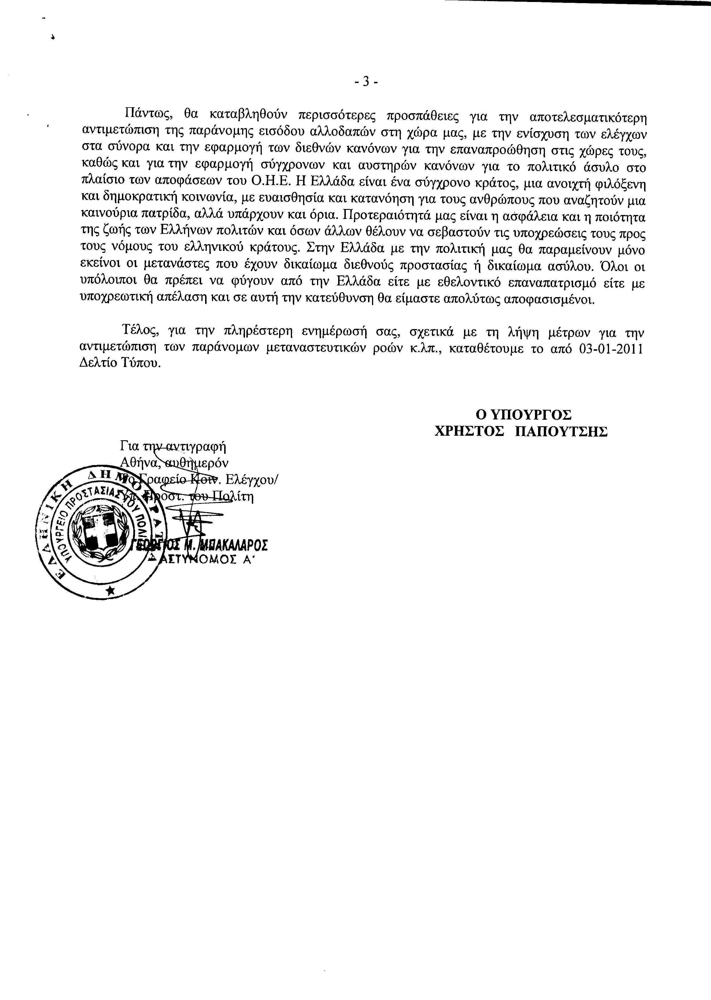 - 3 -
Πάντως, θα καταβληθούν περισσότερες προσπάθειες για την αποτελεσματικότερη
αντιμετώπιση της παράνομης εισόδου αλλοδαπών στη χώρα μας, με την ενίσχυση των ελέγχων
στα σύνορα και την εφαρμογή των διεθνών κανόνων για την επαναπροώθηση στις χώρες τους,
καθώς και για την εφαρμογή σύγχρονων και αυστηρών κανόνων για το πολιτικό άσυλο στο
πλαίσιο των αποφάσεων του Ο.Η.Ε. Η Ελλάδα είναι ένα σύγχρονο κράτος, μια ανοιχτή φιλόξενη
και δημοκρατική κοινωνία, με ευαισθησία και κατανόηση για τους ανθρώπους που αναζητούν μια
καινούρια πατρίδα, αλλά υπάρχουν και όρια. Προτεραιότητά μας είναι η ασφάλεια και η ποιότητα
της ζωής των Ελλήνων πολιτών και όσων άλλων θέλουν να σεβαστούν τις υποχρεώσεις τους προς
τους νόμους του ελληνικού κράτους. Στην Ελλάδα με την πολιτική μας θα παραμείνουν μόνο
εκείνοι οι μετανάστες που έχουν δικαίωμα διεθνούς προστασίας ή δικαίωμα ασύλου. Όλοι οι
υπόλοιποι θα πρέπει να φύγουν από την Ελλάδα είτε με εθελοντικό επαναπατρισμό είτε με
υποχρεωτική απέλαση και σε αυτή την κατεύθυνση θα είμαστε απολύτως αποφασισμένοι.
Τέλος, για την πληρέστερη ενημέρωσή σας, σχετικά με τη λήψη μέτρων για την
αντιμετώπιση των παράνομων μεταναστευτικών ροών κ.λπ., καταθέτουμε το από 03-01-2011
Δελτίο Τύπου.
Ο ΥΠΟΥΡΓΟΣ
ΧΡΗΣΤΟΣ ΠΑΠΟΥΤΣΗΣ
Για την αντιγραφή
Αθήνα, αυθημερόν
Το Γραφείο Κοιν. Ελέγχου/
Υπ. Προστ. του Πολίτη
ΕΛΛΗΝΙΚΗ ΔΗΜΟΚΡΑΤΙΑ
ΥΠΟΥΡΓΕΙΟ ΠΡΟΣΤΑΣΙΑΣ ΤΟΥ
ΓΕΩΡΓΙΟΣ Μ. ΜΠΑΚΑΛΑΡΟΣ
ΑΣΤΥΝΟΜΟΣ Α΄